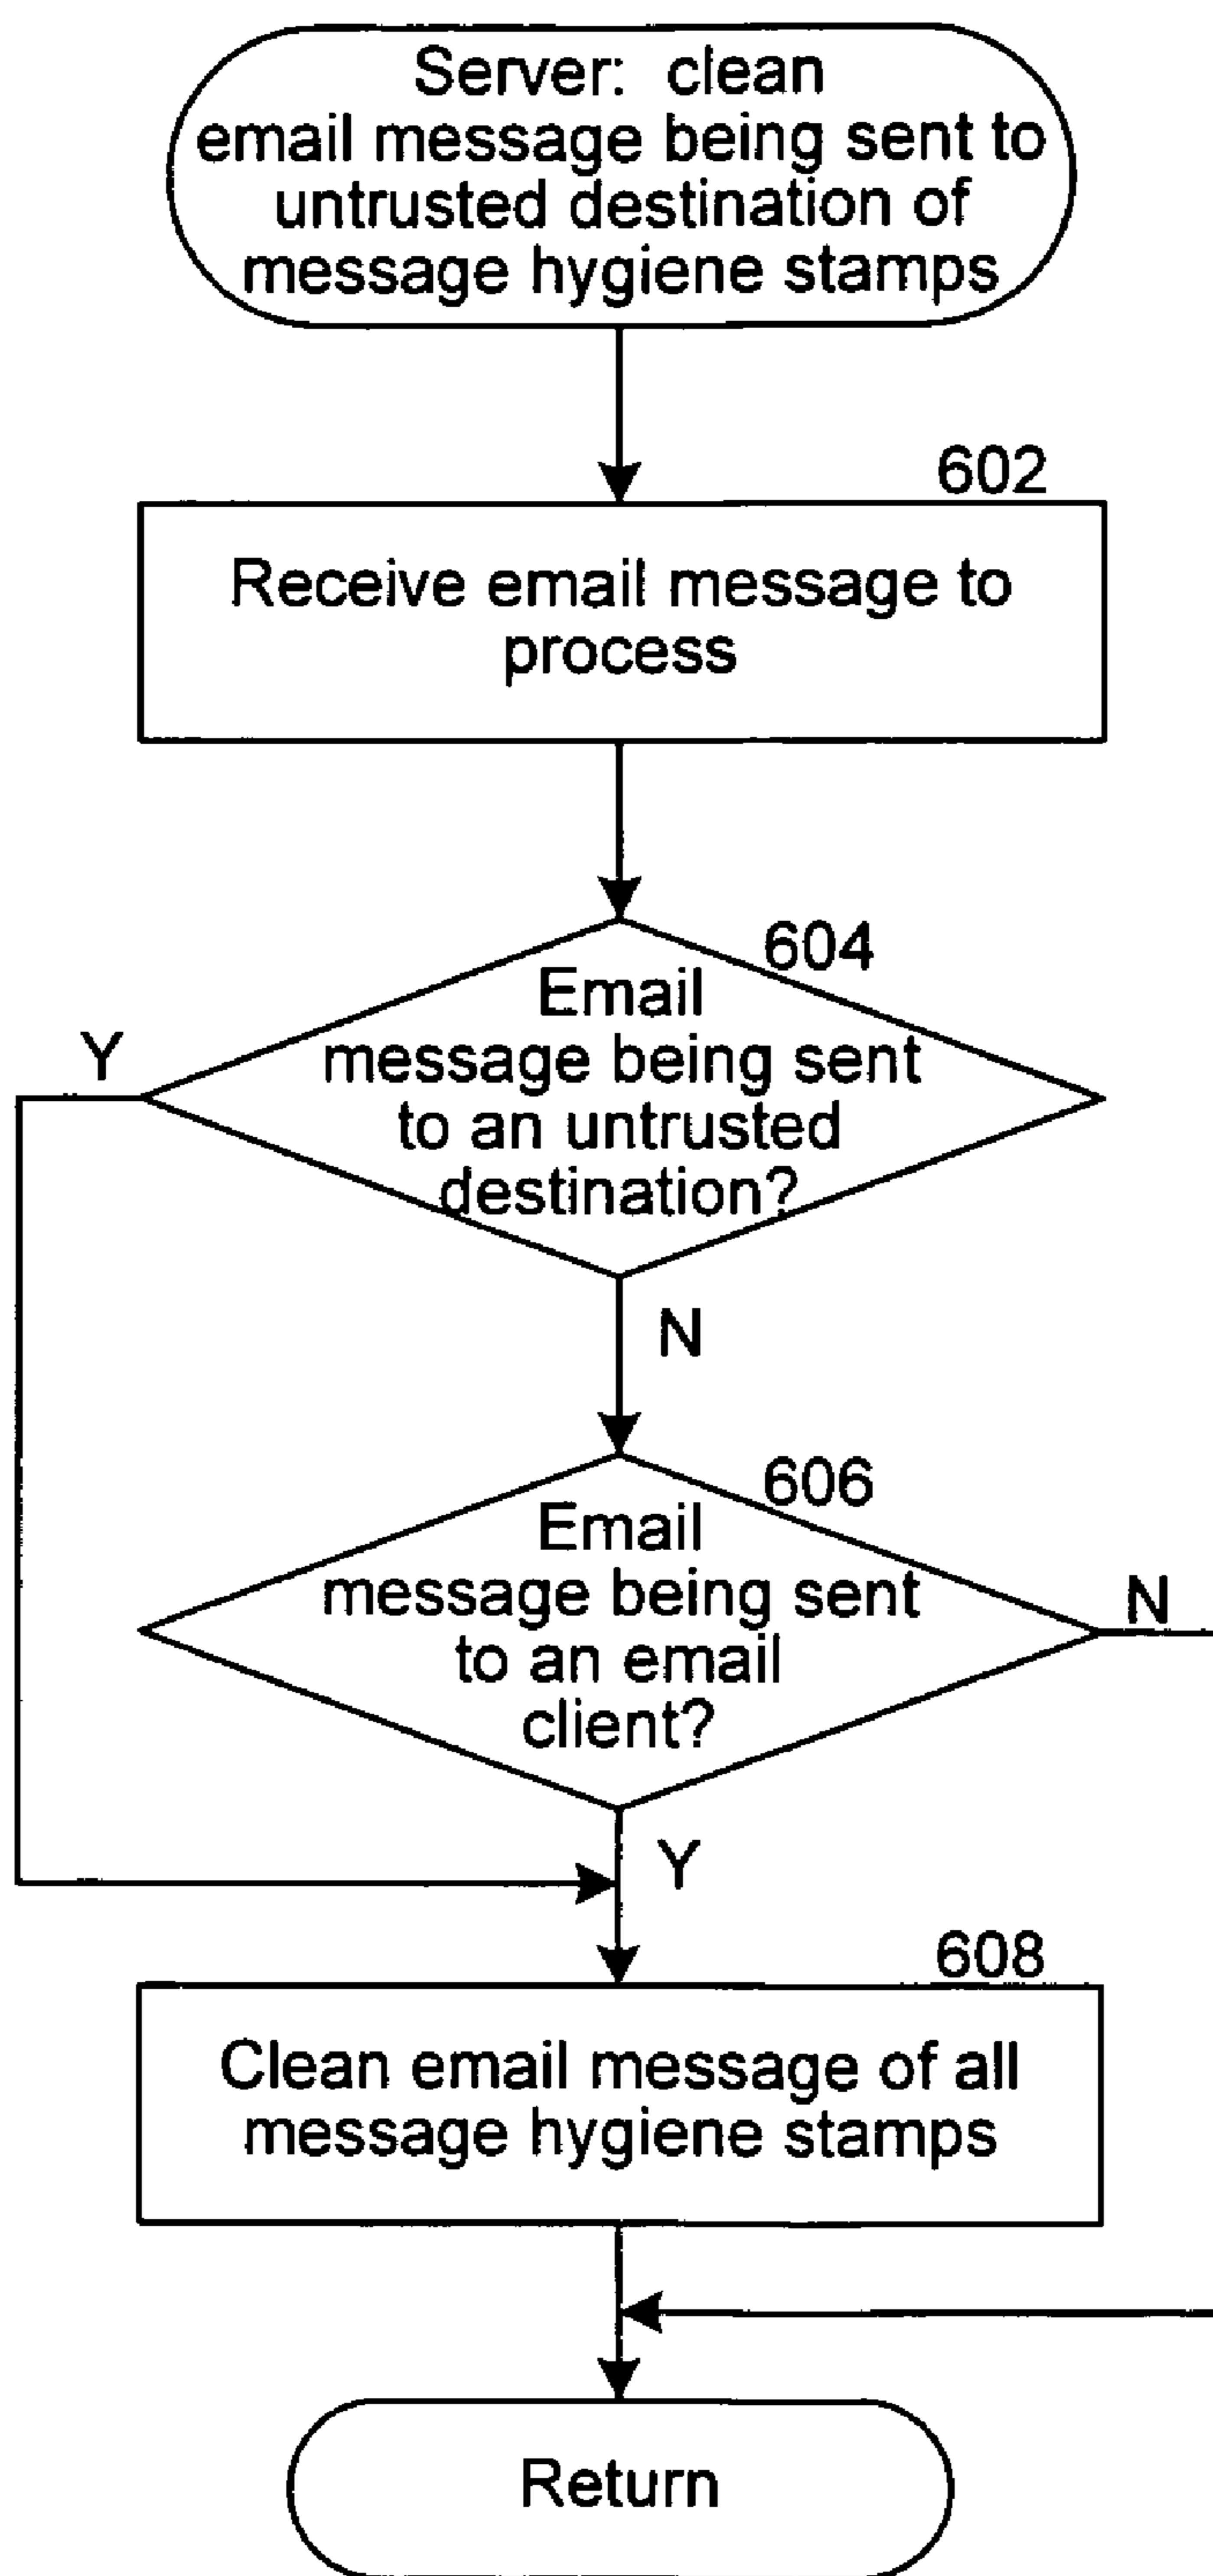 Server: clean
email message being sent to
untrusted destination of
message hygiene stamps
602
Receive email message to
process
604
Email
message being sent
to an untrusted
destination?
Y
N
606
Email
message being sent
to an email
client?
N
Y
608
Clean email message of all
message hygiene stamps
Return